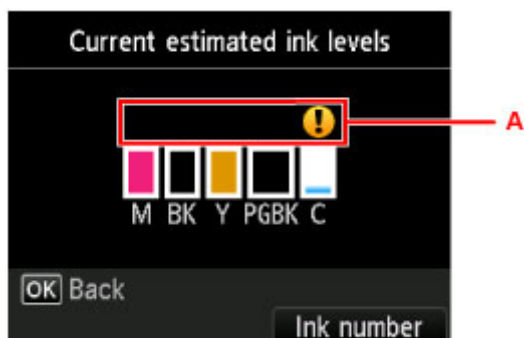 Current estimated ink levels
A
M BK Y PGBK C
OK Back
Ink number